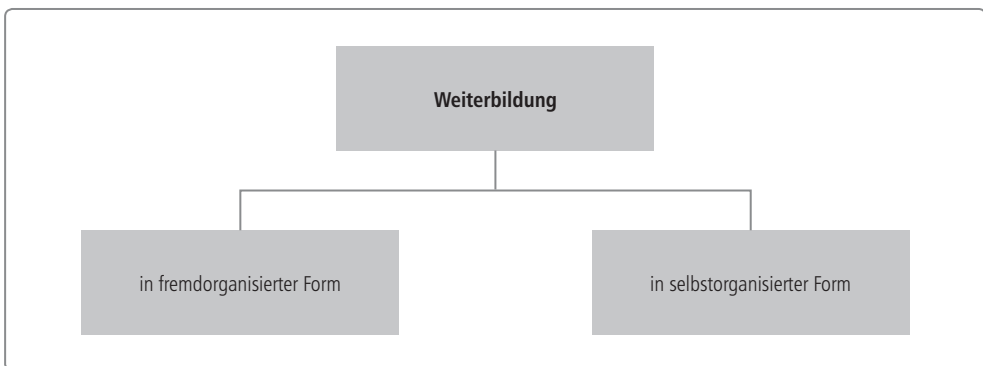 Weiterbildung
in fremdorganisierter Form
in selbstorganisierter Form